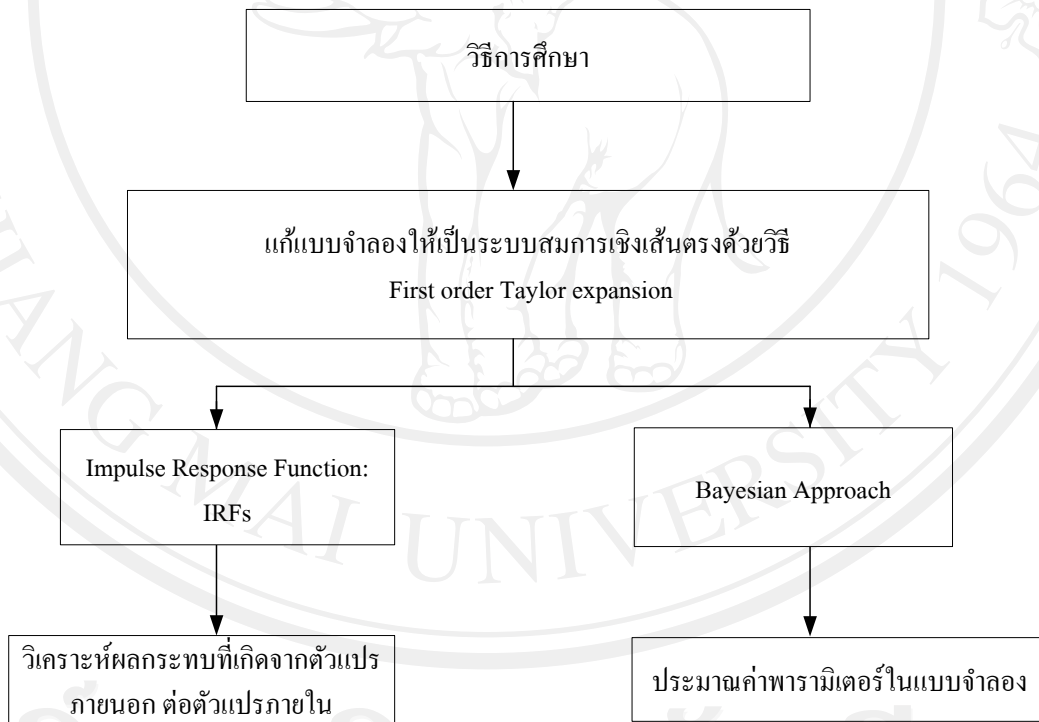 วิธีการศึกษา
แก้แบบจำลองให้เป็นระบบสมการเชิงเส้นตรงด้วยวิธี
First order Taylor expansion
Impulse Response Function:
IRFs
Bayesian Approach
วิเคราะห์ผลกระทบที่เกิดจากตัวแปร
ภายนอก ต่อตัวแปรภายใน
ประมาณค่าพารามิเตอร์ในแบบจำลอง
HIANG MAI UNIVERSITY 1964